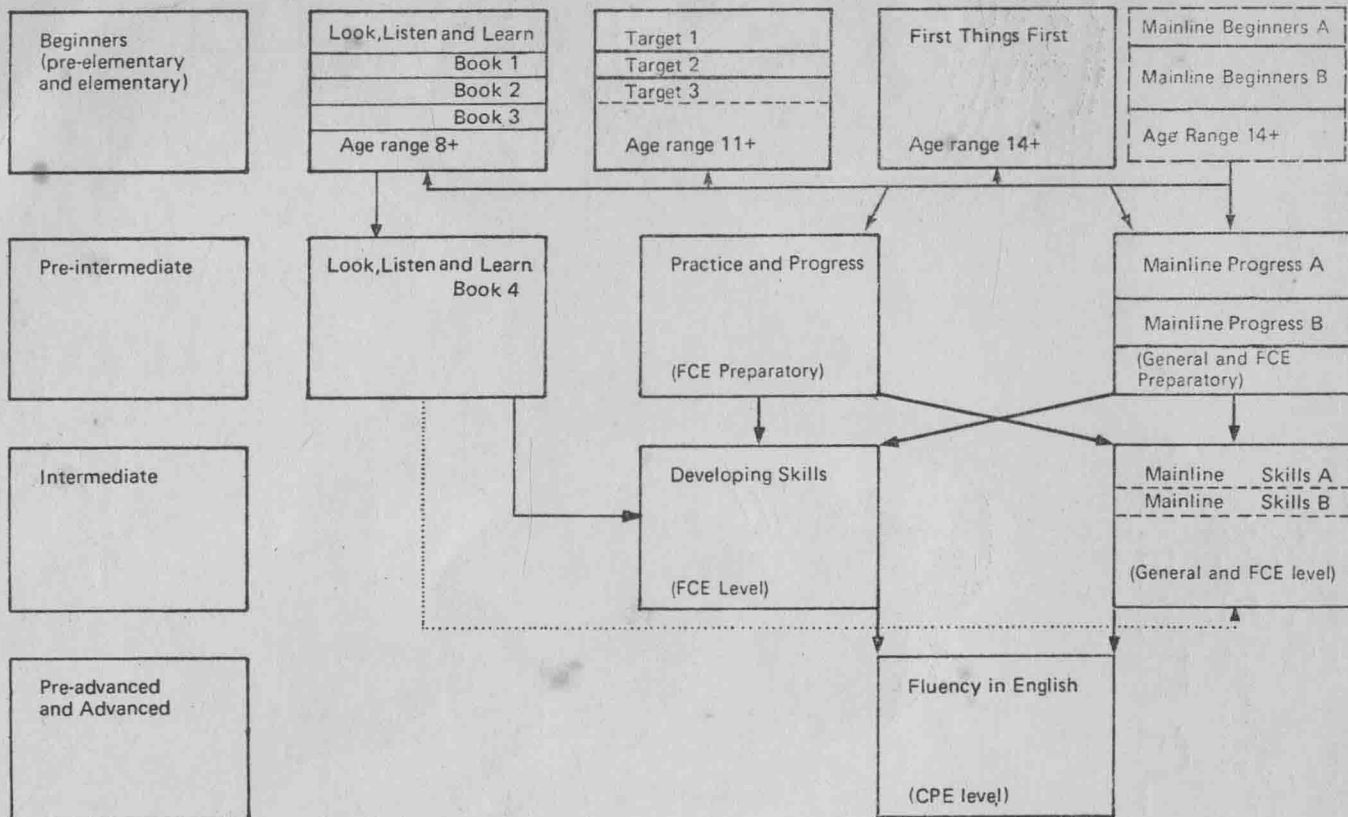 Beginners
(pre-elementary
and elementary)
Look, Listen and Learn
Book 1
Book 2
Book 3
Age range 8+
Target 1
Target 2
Target 3
Age range 11+
First Things First
Age range 14+
Mainline Beginners A
Mainline Beginners B
Age Range 14+
Pre-intermediate
Look, Listen and Learn
Book 4
Practice and Progress
(FCE Preparatory)
Mainline Progress A
Mainline Progress B
(General and FCE
Preparatory)
Intermediate
Developing Skills
(FCE Level)
Mainline Skills A
Mainline Skills B
(General and FCE level)
Pre-advanced
and Advanced
Fluency in English
(CPE level)